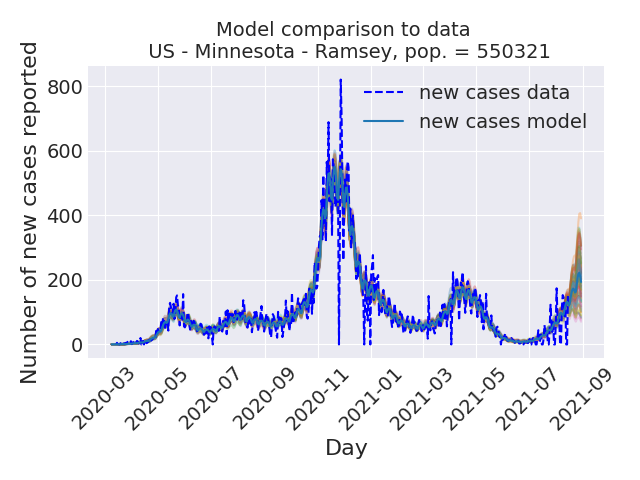 Model comparison to data
US - Minnesota - Ramsey, pop. = 550321
Number of new cases reported
800
600
400
200
0
new cases data
new cases model
2020-03
2020-05
2020-07
2020-09
2020-11
2021-01
2021-03
2021-05
2021-07
2021-09
Day